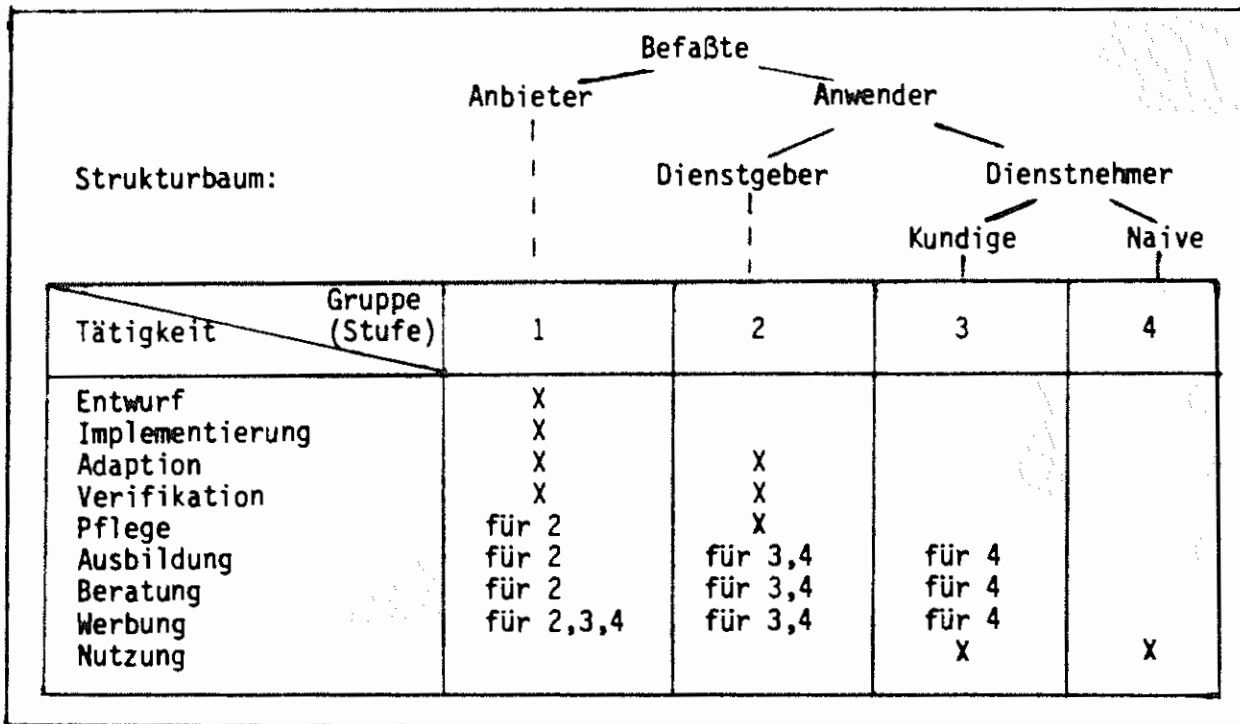 Befaßte
Anbieter Anwender
Strukturbaum: Dienstgeber Dienstnehmer
Kundige Naive
Gruppe
Tätigkeit (Stufe) 1 2 3 4
Entwurf X
Implementierung X
Adaption X X
Verifikation X X
Pflege für 2 X
Ausbildung für 2 für 3,4 für 4
Beratung für 2 für 3,4 für 4
Werbung für 2,3,4 für 3,4 für 4
Nutzung X X